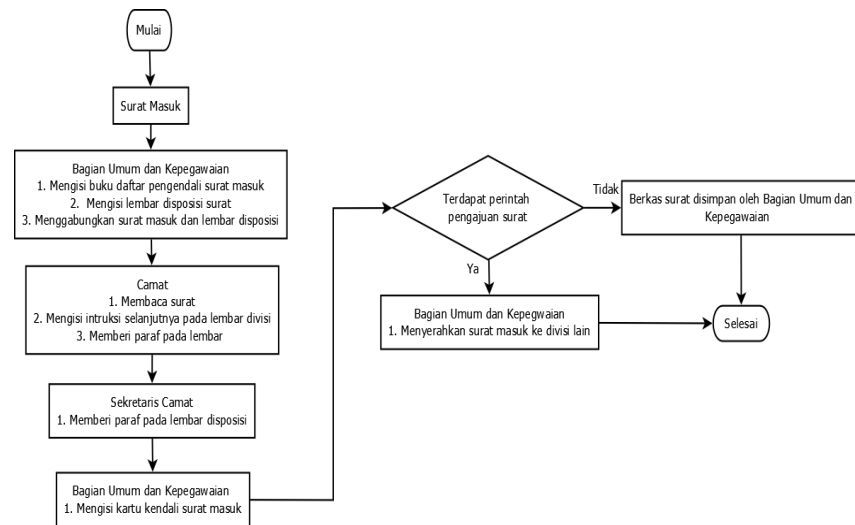 Mulai
Surat Masuk
Bagian Umum dan Kepegawaian
1. Mengisi buku daftar pengendali surat masuk
2. Mengisi lembar disposisi surat
3. Menggabungkan surat masuk dan lembar disposisi
Camat
1. Membaca surat
2. Mengisi intruksi selanjutnya pada lembar divisi
3. Memberi paraf pada lembar
Sekretaris Camat
1. Memberi paraf pada lembar disposisi
Bagian Umum dan Kepegawaian
1. Mengisi kartu kendali surat masuk
Terdapat perintah
pengajuan surat
Tidak
Berkas surat disimpan oleh Bagian Umum dan
Kepegawaian
Ya
Bagian Umum dan Kepegwaian
1. Menyerahkan surat masuk ke divisi lain
Selesai